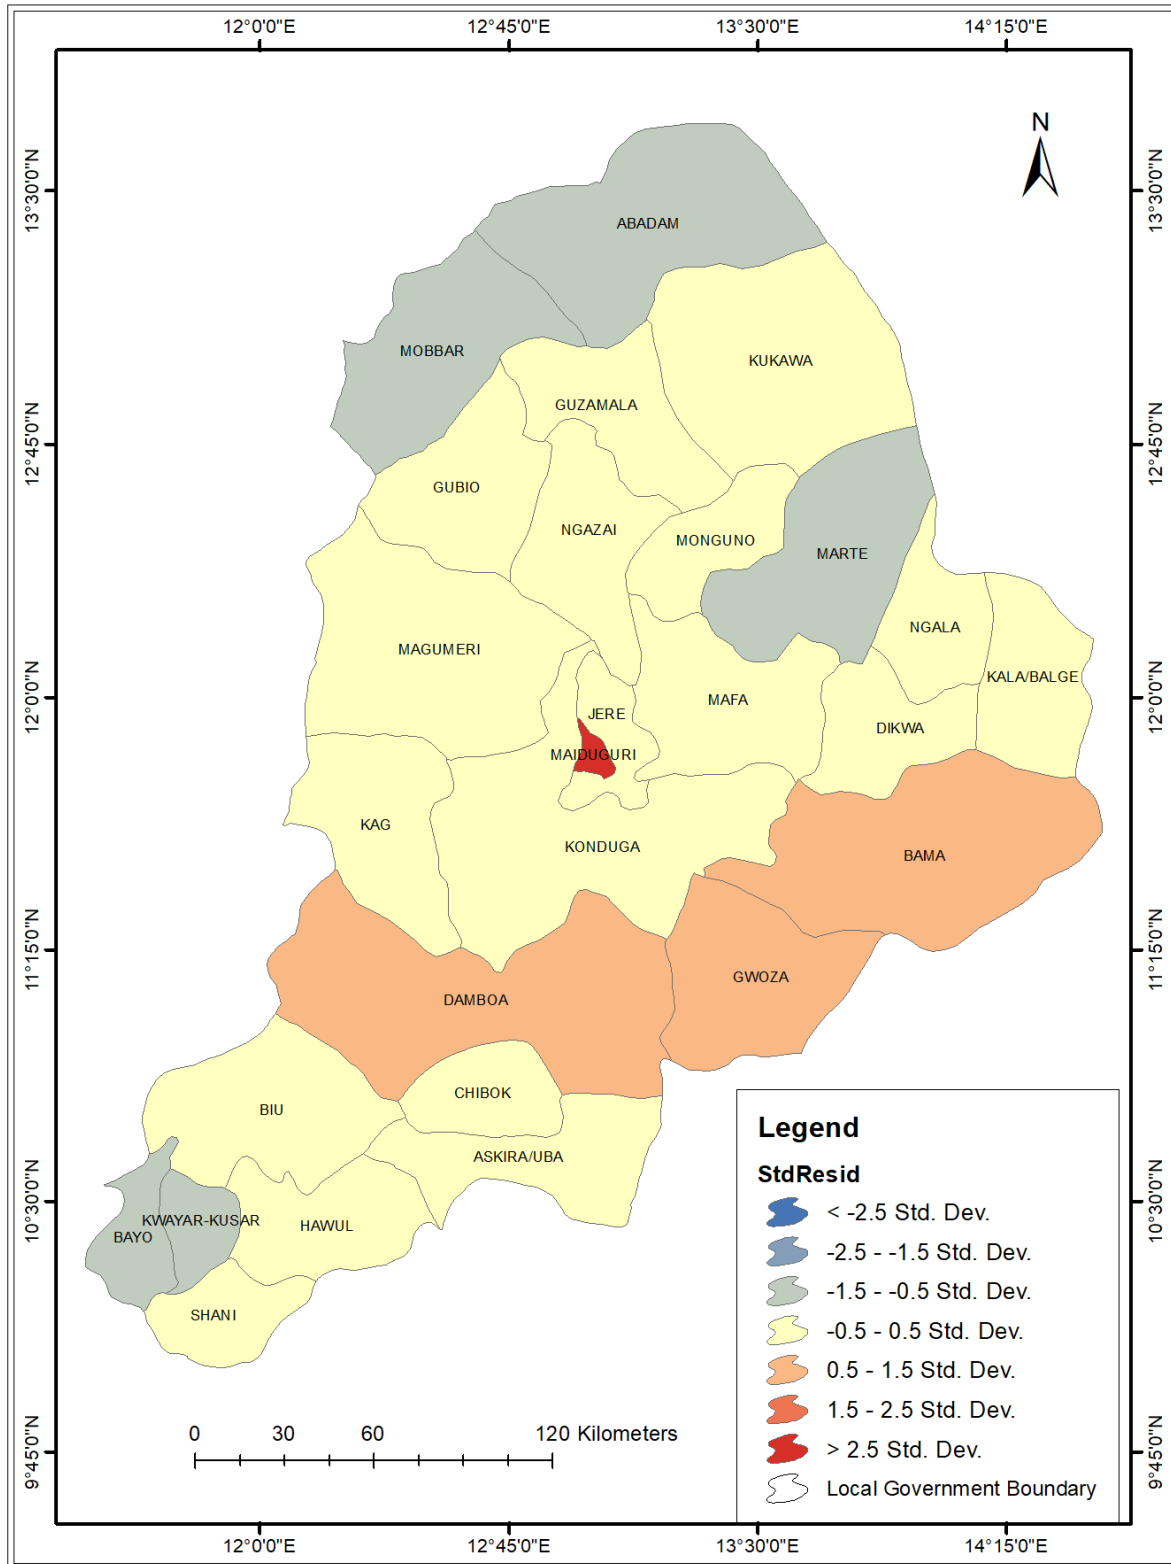 12°0'0"E 12°45'0"E 13°30'0"E 14°15'0"E
N
13°30'0"N 13°30'0"N
ABADAM
MOBBAR
KUKAWA
GUZAMALA
12°45'0"N 12°45'0"N
GUBIO
NGAZAI
MONGUNO
MARTE
NGALA
MAGUMERI
KALA/BALGE
12°0'0"N 12°0'0"N
MAFA
JERE
DIKWA
MAIDUGURI
KAG
KONDUGA
BAMA
11°15'0"N 11°15'0"N
GWOZA
DAMBOA
CHIBOK
BIU
ASKIRA/UBA
10°30'0"N 10°30'0"N
KWAYAR-KUSAR
HAWUL
BAYO
SHANI
Legend
StdResid
< -2.5 Std. Dev.
-2.5 - -1.5 Std. Dev.
-1.5 - -0.5 Std. Dev.
-0.5 - 0.5 Std. Dev.
0.5 - 1.5 Std. Dev.
1.5 - 2.5 Std. Dev.
> 2.5 Std. Dev.
Local Government Boundary
0 30 60 120 Kilometers
9°45'0"N 9°45'0"N
12°0'0"E 12°45'0"E 13°30'0"E 14°15'0"E